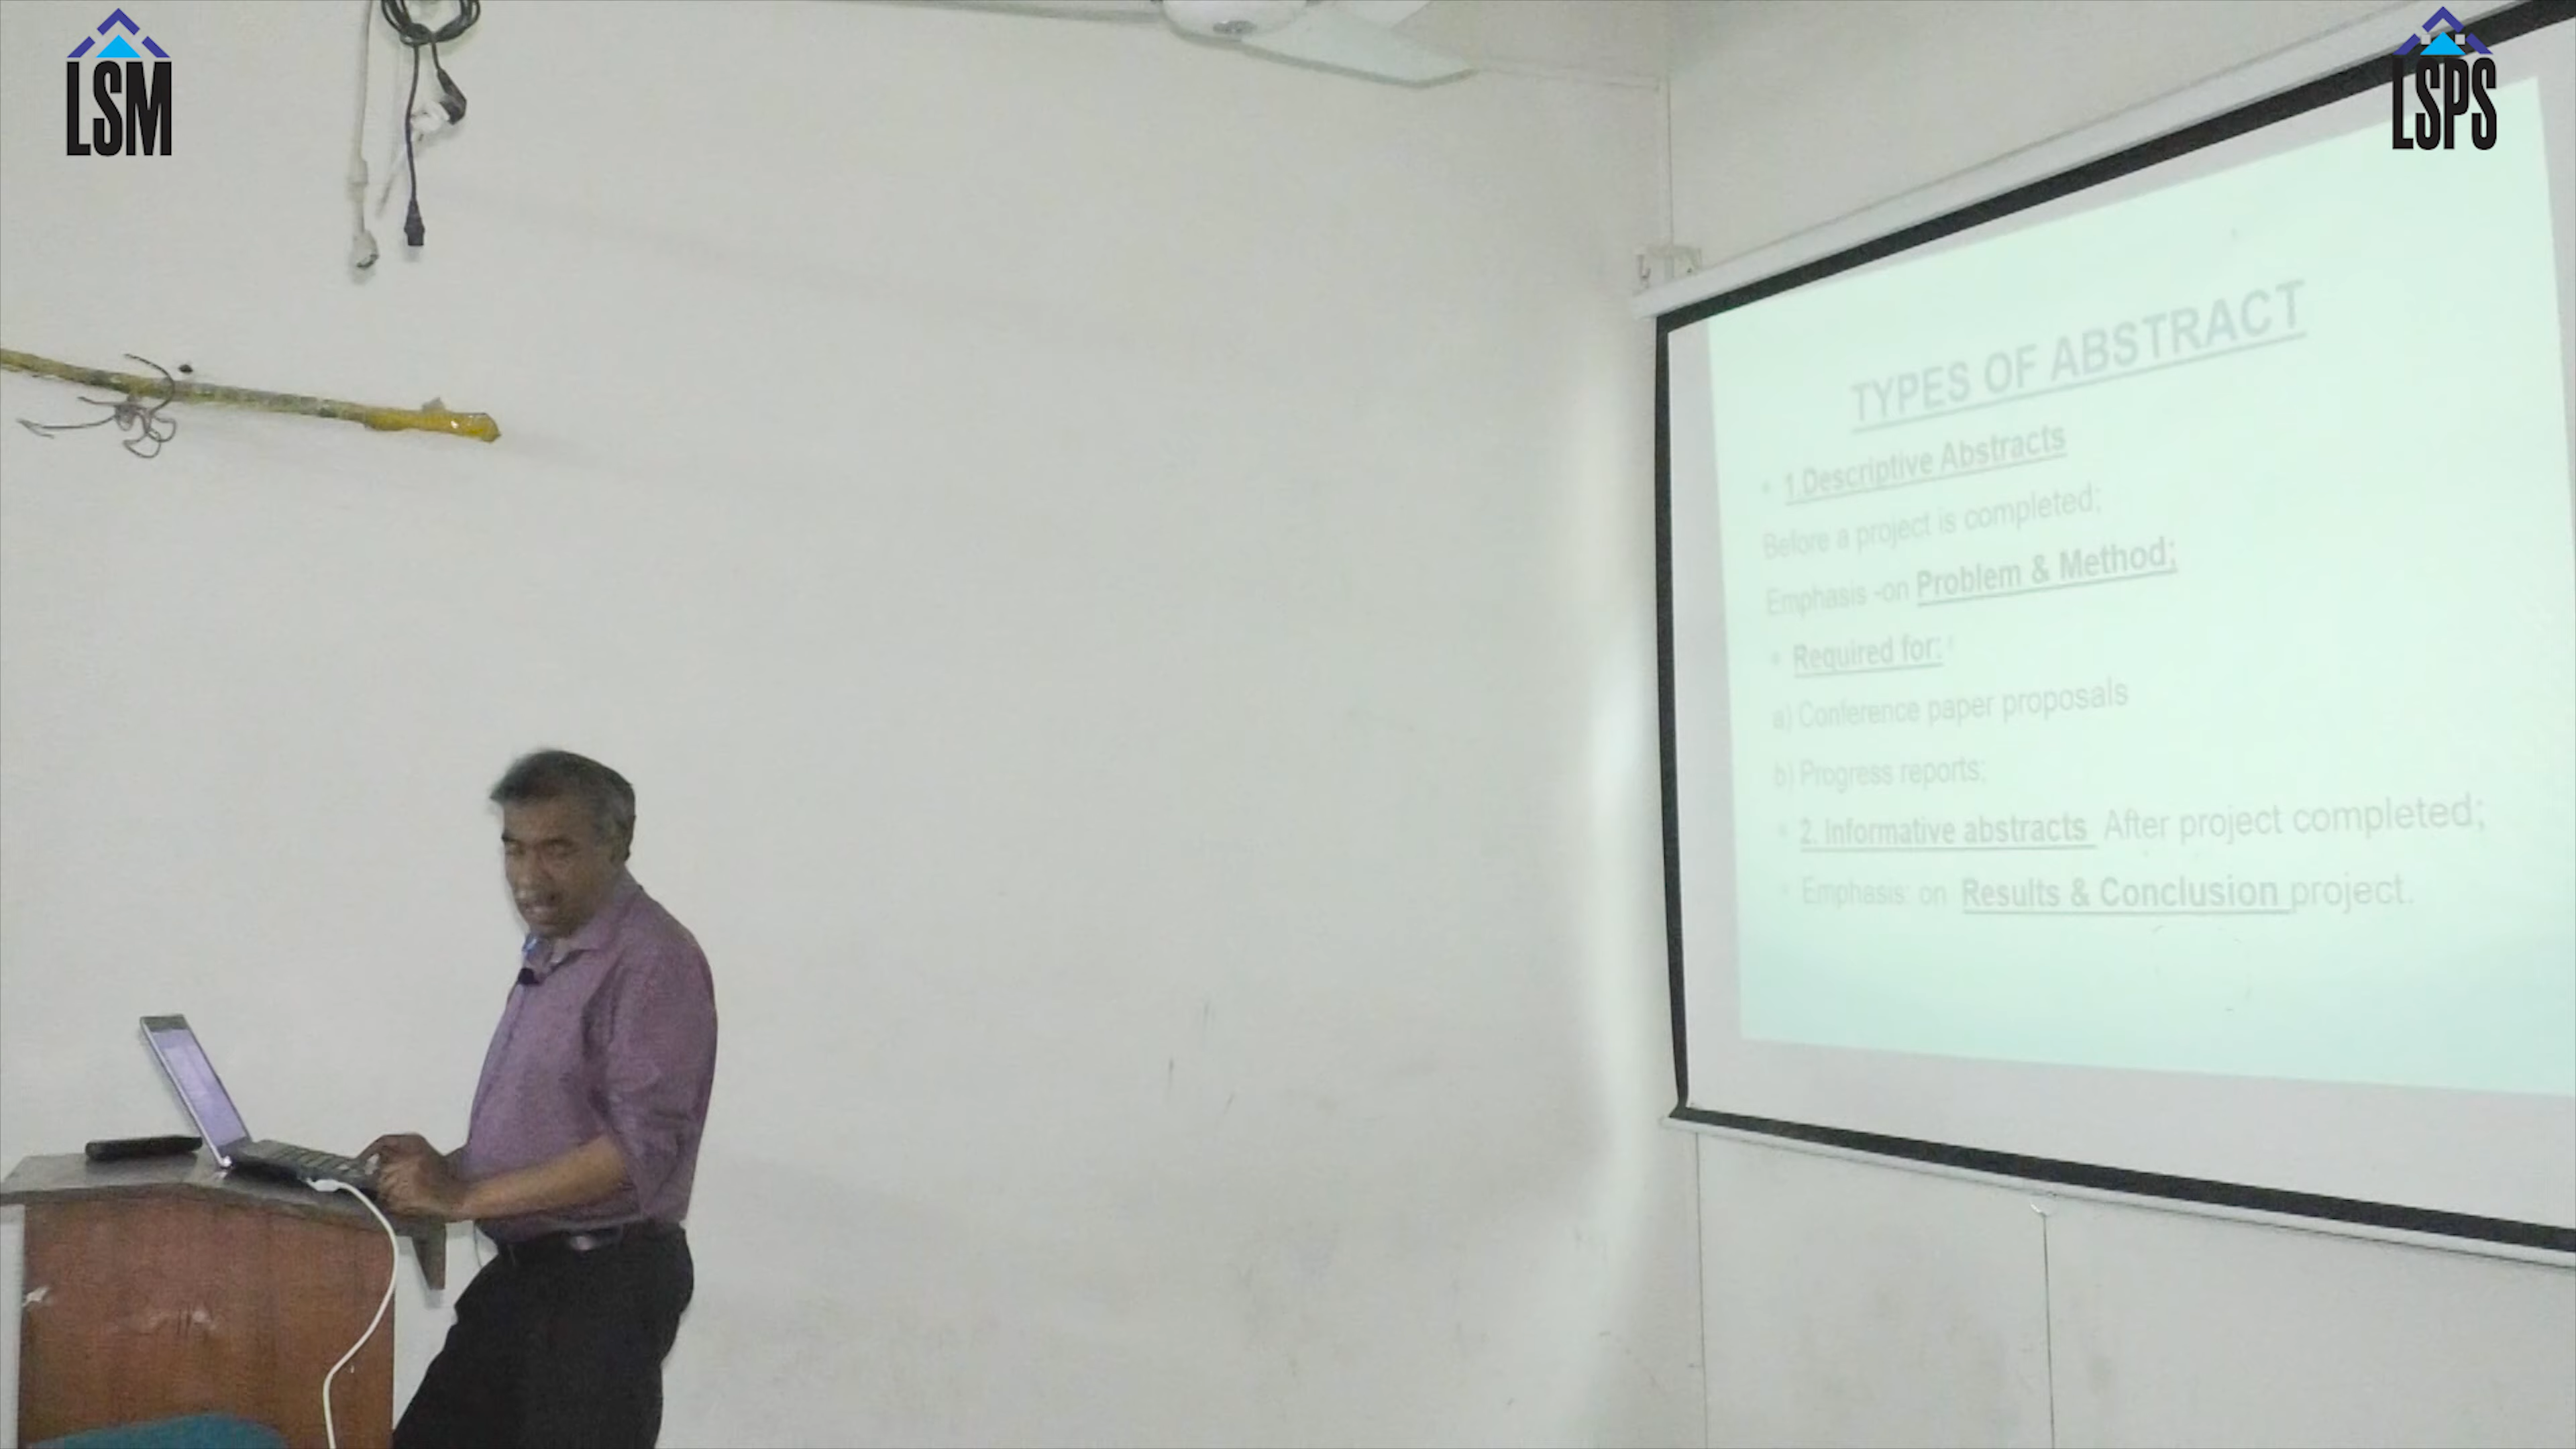 LSM
LSPS
TYPES OF ABSTRACT
• 1.Descriptive Abstracts
Before a project is completed;
Emphasis -on Problem & Method;
• Required for:
a) Conference paper proposals
b) Progress reports;
• 2. Informative abstracts After project completed;
• Emphasis: on Results & Conclusion project.